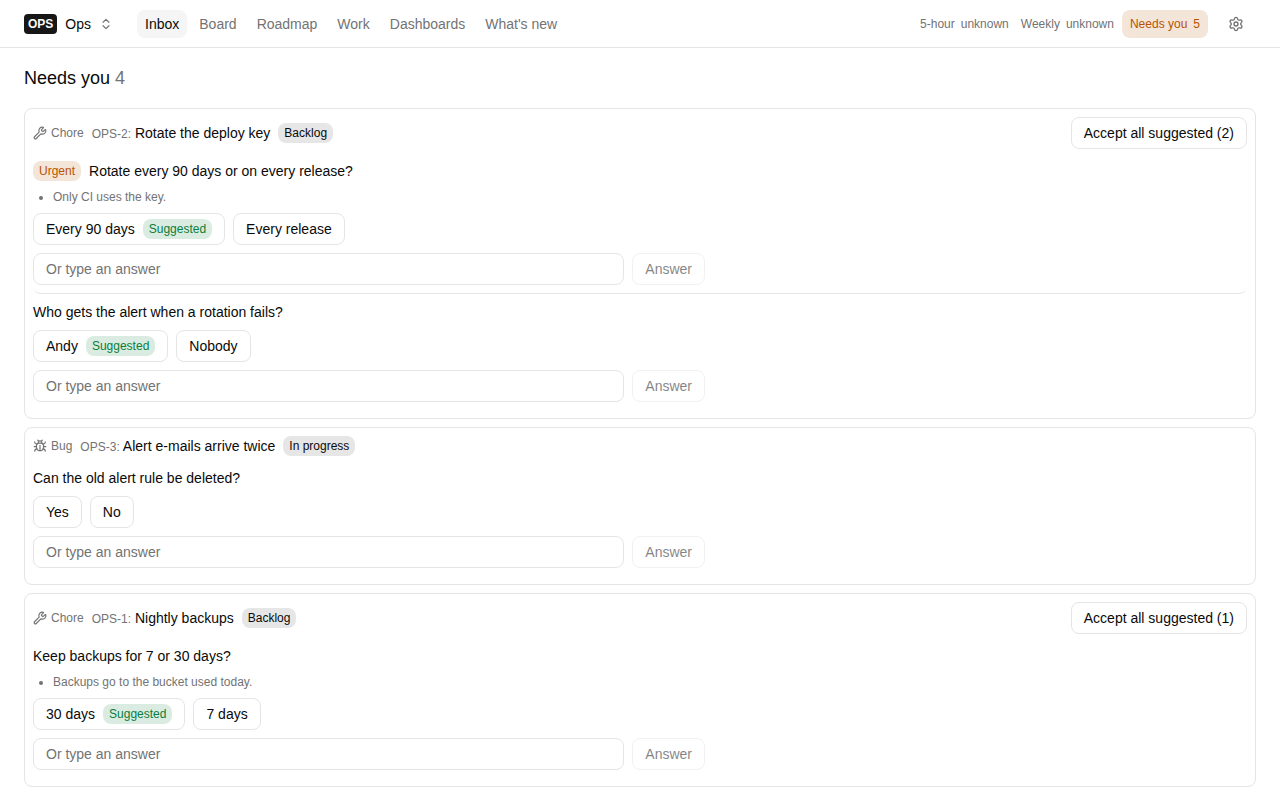 OPS Ops Inbox Board Roadmap Work Dashboards What's new 5-hour unknown Weekly unknown Needs you 5
Needs you 4
Chore OPS-2: Rotate the deploy key Backlog Accept all suggested (2)
Urgent Rotate every 90 days or on every release?
• Only CI uses the key.
Every 90 days Suggested Every release
Or type an answer Answer
Who gets the alert when a rotation fails?
Andy Suggested Nobody
Or type an answer Answer
Bug OPS-3: Alert e-mails arrive twice In progress
Can the old alert rule be deleted?
Yes No
Or type an answer Answer
Chore OPS-1: Nightly backups Backlog Accept all suggested (1)
Keep backups for 7 or 30 days?
• Backups go to the bucket used today.
30 days Suggested 7 days
Or type an answer Answer